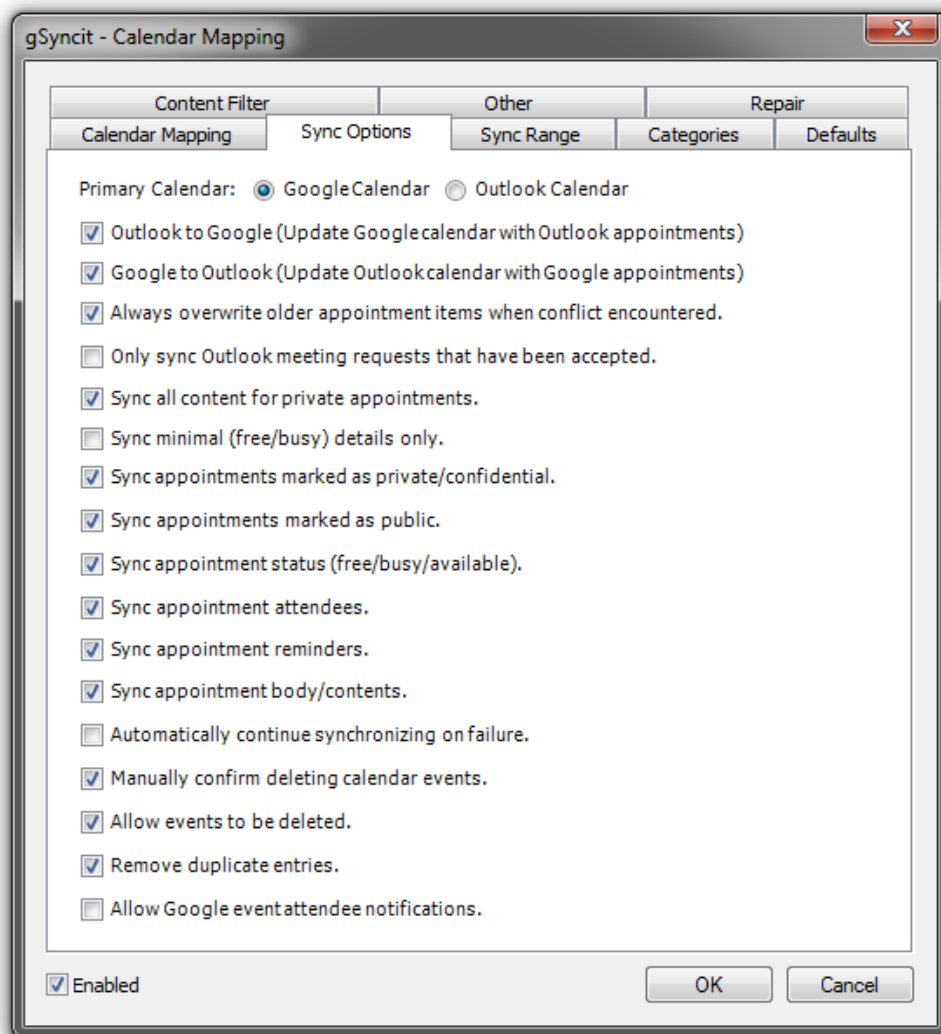 gSyncit - Calendar Mapping
X
Content Filter Other Repair
Calendar Mapping Sync Options Sync Range Categories Defaults
Primary Calendar: Google Calendar Outlook Calendar
Outlook to Google (Update Google calendar with Outlook appointments)
Google to Outlook (Update Outlook calendar with Google appointments)
Always overwrite older appointment items when conflict encountered.
Only sync Outlook meeting requests that have been accepted.
Sync all content for private appointments.
Sync minimal (free/busy) details only.
Sync appointments marked as private/confidential.
Sync appointments marked as public.
Sync appointment status (free/busy/available).
Sync appointment attendees.
Sync appointment reminders.
Sync appointment body/contents.
Automatically continue synchronizing on failure.
Manually confirm deleting calendar events.
Allow events to be deleted.
Remove duplicate entries.
Allow Google event attendee notifications.
Enabled OK Cancel